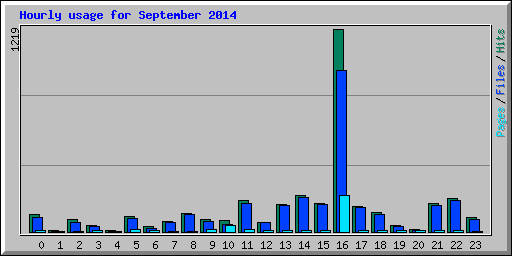 Hourly usage for September 2014
1219
Pages/Files/Hits
0 1 2 3 4 5 6 7 8 9 10 11 12 13 14 15 16 17 18 19 20 21 22 23